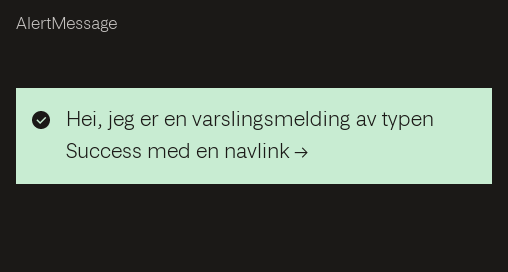 AlertMessage
Hei, jeg er en varslingsmelding av typen
Success med en navlink →